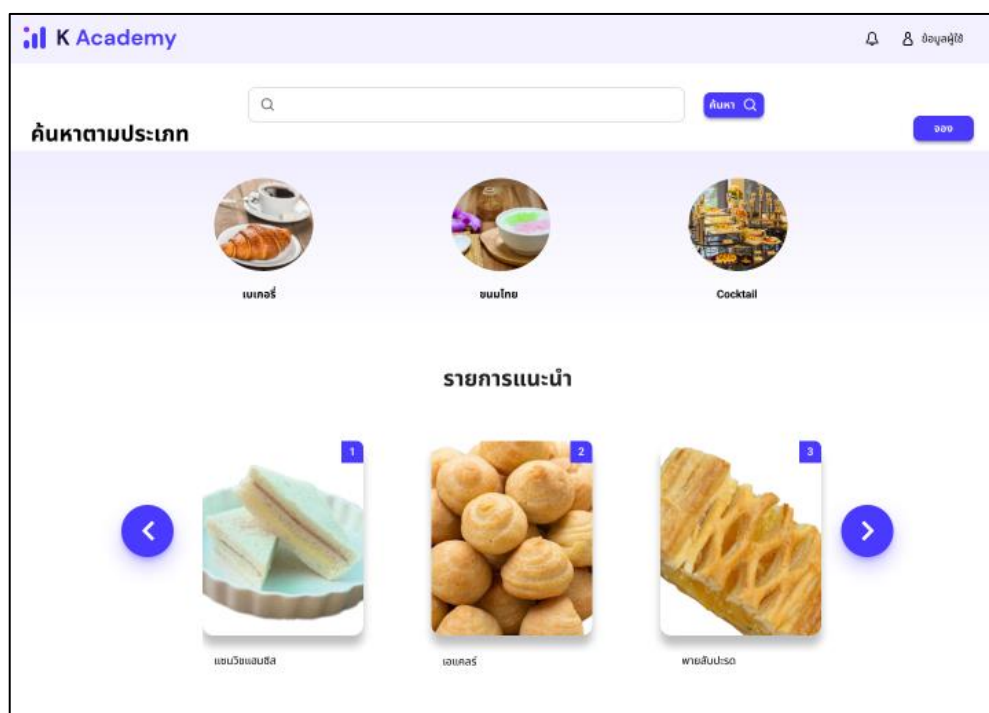 K Academy
ข้อมูลผู้ใช้
ค้นหา
ค้นหาตามประเภท
จอง
เบเกอรี่
ขนมไทย
Cocktail
รายการแนะนำ
1
2
3
แซนวิชแฮมชีส
เอแคลร์
พายสับปะรด